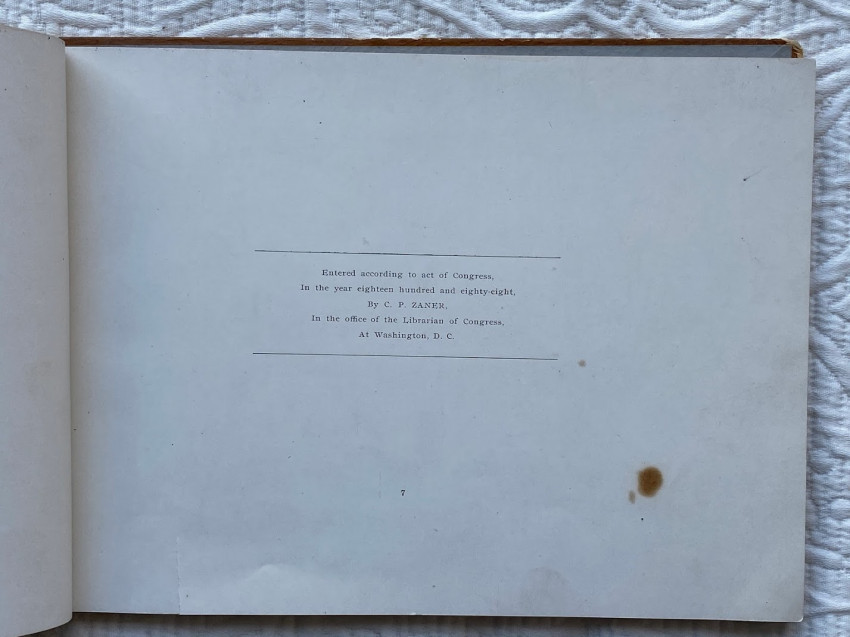 Entered according to act of Congress,
In the year eighteen hundred and eighty-eight,
By C. P. ZANER,
In the office of the Librarian of Congress,
At Washington, D. C.
7